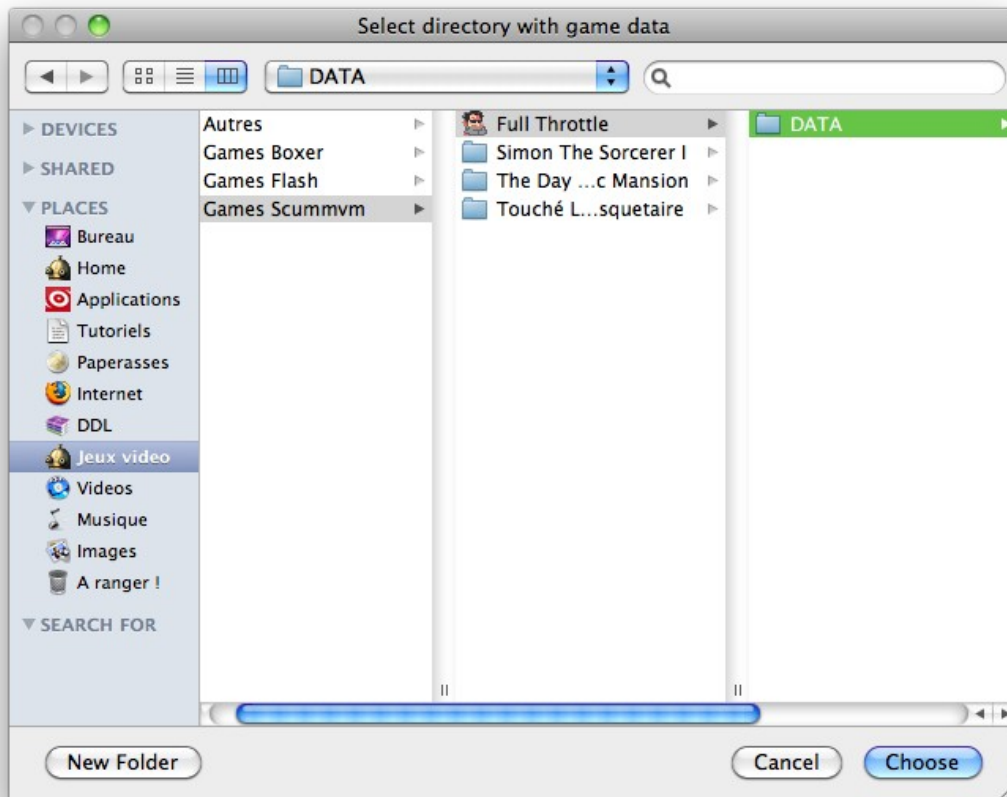 Select directory with game data
DATA
DEVICES
SHARED
PLACES
Bureau
Home
Applications
Tutoriels
Paperasses
Internet
DDL
Jeux video
Videos
Musique
Images
A ranger !
SEARCH FOR
Autres
Games Boxer
Games Flash
Games Scummvm
Full Throttle
Simon The Sorcerer I
The Day ...c Mansion
Touché L...squetaire
DATA
New Folder
Cancel
Choose